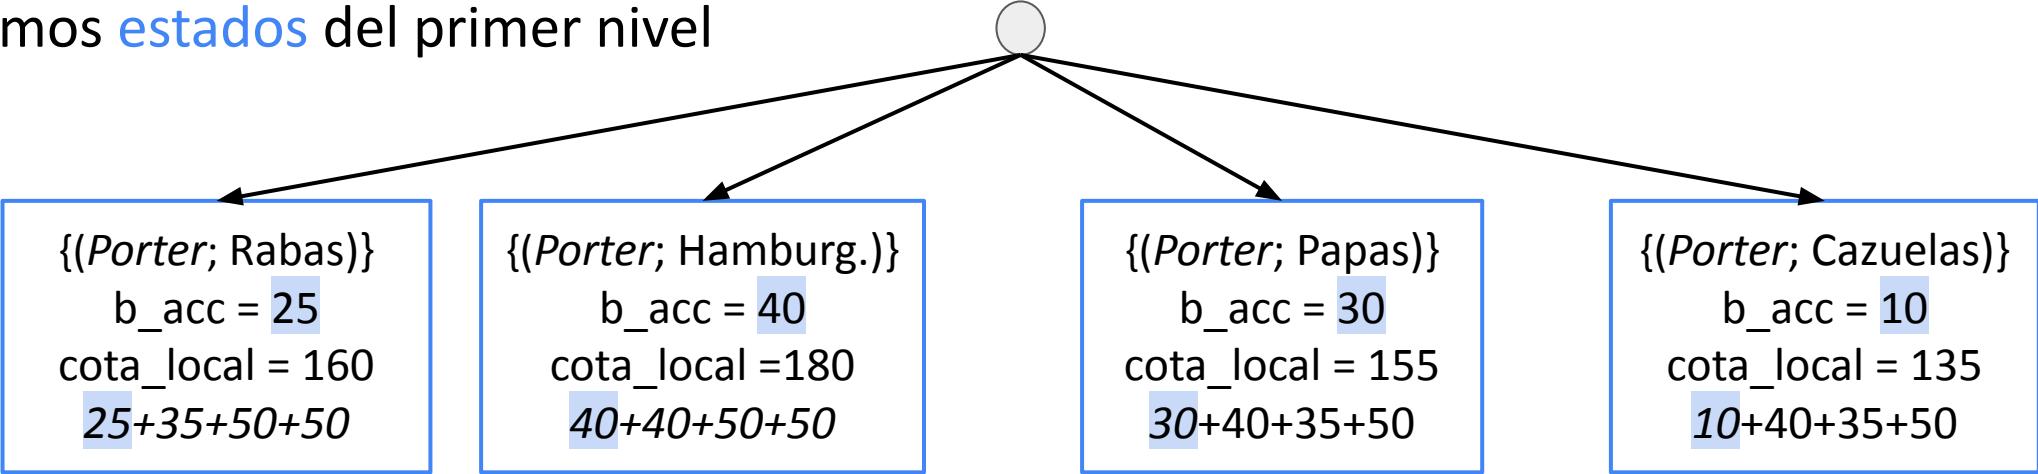 mos estados del primer nivel
{(Porter; Rabas)}
b_acc = 25
cota_local = 160
25+35+50+50
{(Porter; Hamburg.)}
b_acc = 40
cota_local =180
40+40+50+50
{(Porter; Papas)}
b_acc = 30
cota_local = 155
30+40+35+50
{(Porter; Cazuelas)}
b_acc = 10
cota_local = 135
10+40+35+50